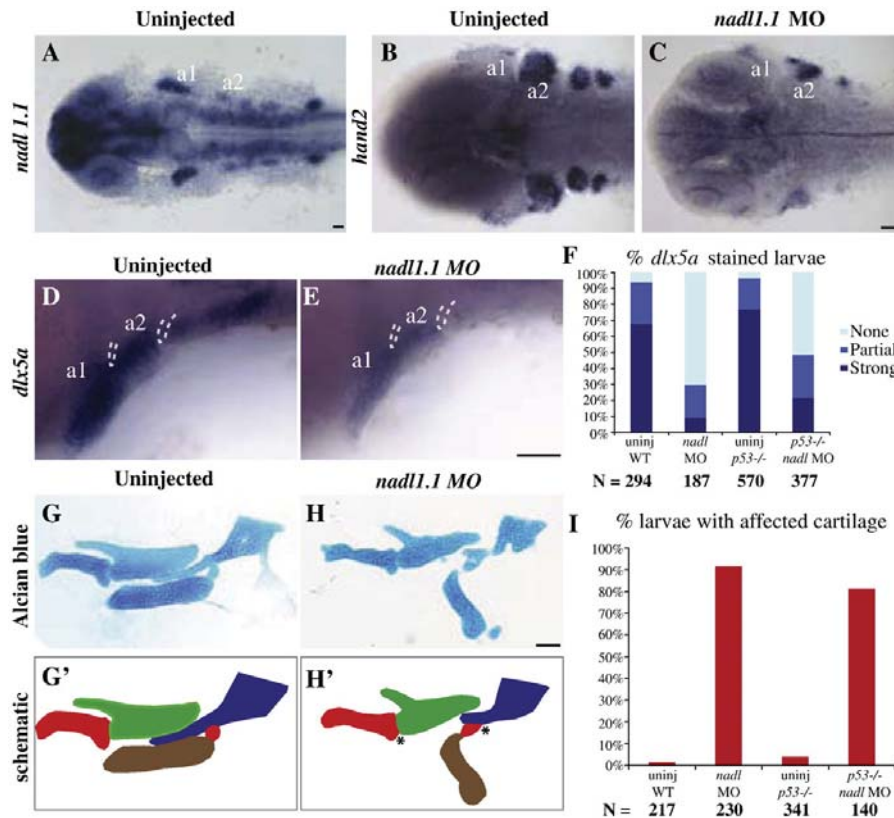 Uninjected
nadl1.1 MO
A
a1
a2
B
a1
a2
C
a1
a2
nadl 1.1
hand2
Uninjected
nadl1.1 MO
D
a2
a1
E
a2
a1
dlx5a
F
% dlx5a stained larvae
100%
90%
80%
70%
60%
50%
40%
30%
20%
10%
0%
None
Partial
Strong
uninj WT
nadl MO
uninj p53-/-
p53-/- nadl MO
N = 294 187 570 377
Uninjected
nadl1.1 MO
G
H
Alcian blue
G’
H’
*
*
schematic
I
% larvae with affected cartilage
100%
90%
80%
70%
60%
50%
40%
30%
20%
10%
0%
uninj WT
nadl MO
uninj p53-/-
p53-/- nadl MO
N = 217 230 341 140